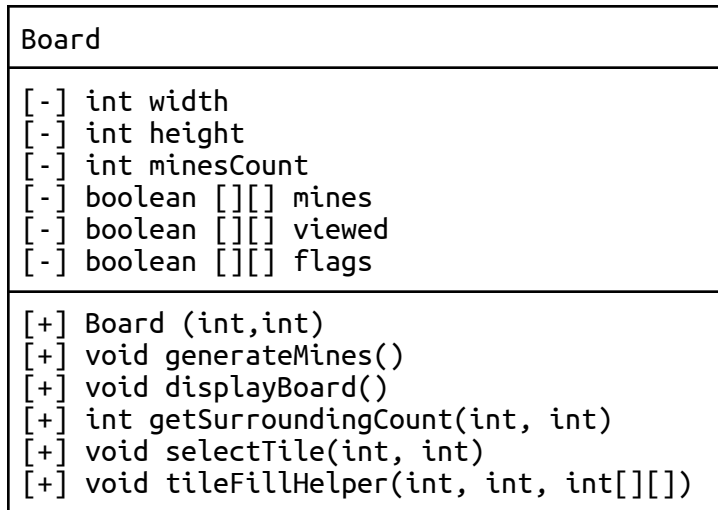 Board
[-] int width
[-] int height
[-] int minesCount
[-] boolean [][] mines
[-] boolean [][] viewed
[-] boolean [][] flags
[+] Board (int,int)
[+] void generateMines()
[+] void displayBoard()
[+] int getSurroundingCount(int, int)
[+] void selectTile(int, int)
[+] void tileFillHelper(int, int, int[][])